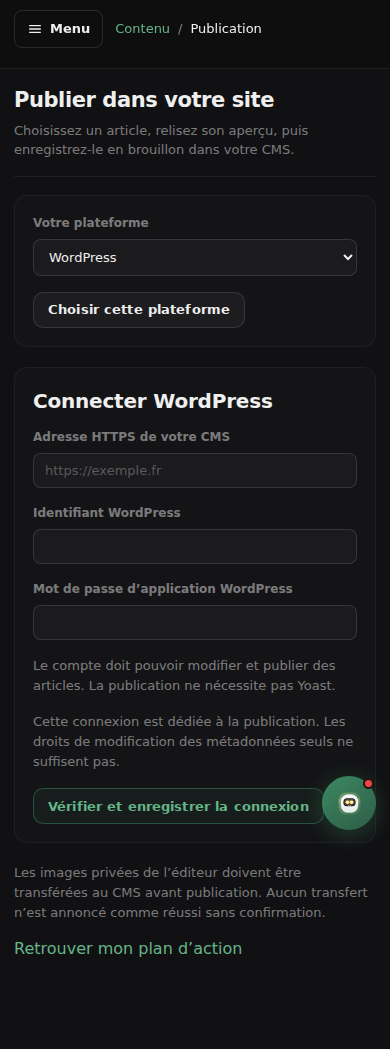 Menu Contenu / Publication
Publier dans votre site
Choisissez un article, relisez son aperçu, puis
enregistrez-le en brouillon dans votre CMS.
Votre plateforme
WordPress
Choisir cette plateforme
Connecter WordPress
Adresse HTTPS de votre CMS
https://exemple.fr
Identifiant WordPress
Mot de passe d’application WordPress
Le compte doit pouvoir modifier et publier des
articles. La publication ne nécessite pas Yoast.
Cette connexion est dédiée à la publication. Les
droits de modification des métadonnées seuls ne
suffisent pas.
Vérifier et enregistrer la connexion
Les images privées de l’éditeur doivent être
transférées au CMS avant publication. Aucun transfert
n’est annoncé comme réussi sans confirmation.
Retrouver mon plan d’action